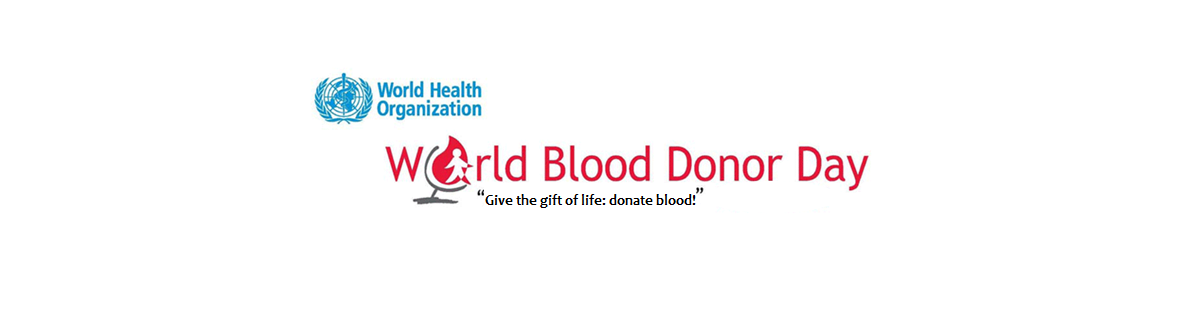 World Health
Organization
World Blood Donor Day
“Give the gift of life: donate blood!”